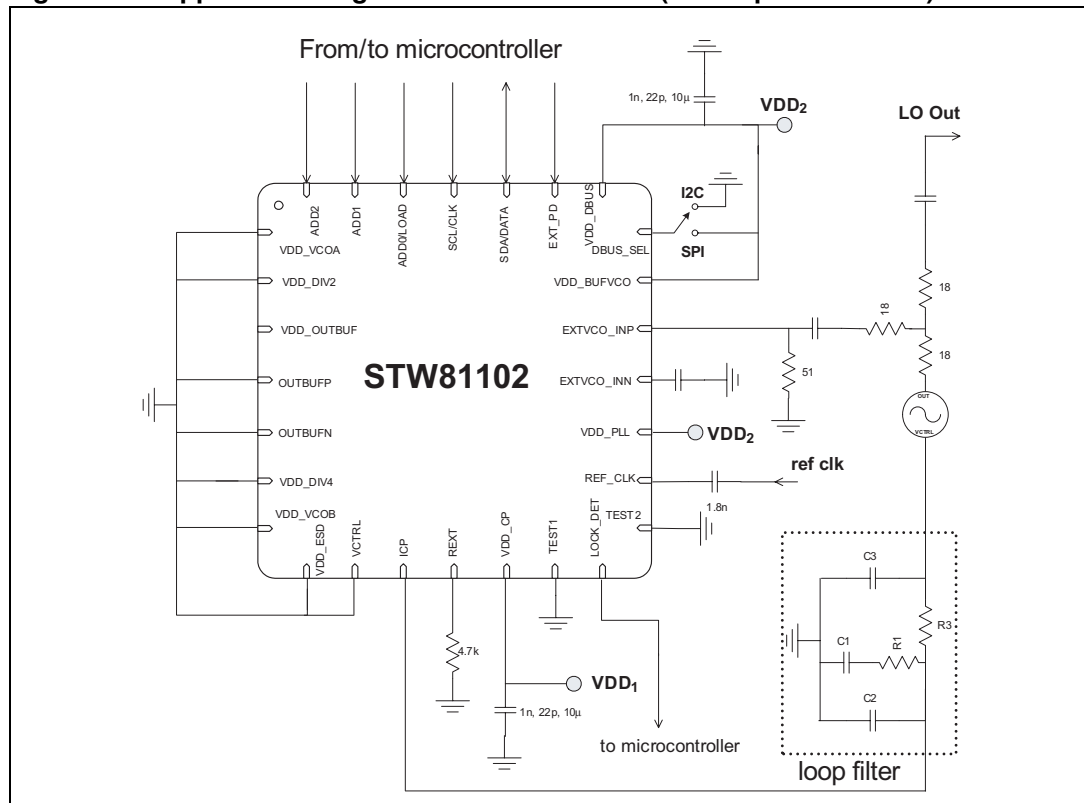 From/to microcontroller
1n, 22p, 10µ
VDD2
LO Out
ADD2
ADD1
ADD0/LOAD
SCL/CLK
SDA/DATA
EXT_PD
VDD_DBUS
I2C
SPI
DBUS_SEL
VDD_VCOA
VDD_DIV2
VDD_BUFVCO
18
18
18
VDD_OUTBUF
EXTVCO_INP
STW81102
51
OUTBUFP
EXTVCO_INN
OUT
VCTRL
OUTBUFN
VDD_PLL
VDD2
ref clk
VDD_DIV4
REF_CLK
1.8n
VDD_VCOB
TEST2
VDD_ESD
VCTRL
ICP
REXT
VDD_CP
TEST1
LOCK_DET
C3
R3
C1
R1
C2
4.7k
VDD1
1n, 22p, 10µ
to microcontroller
loop filter